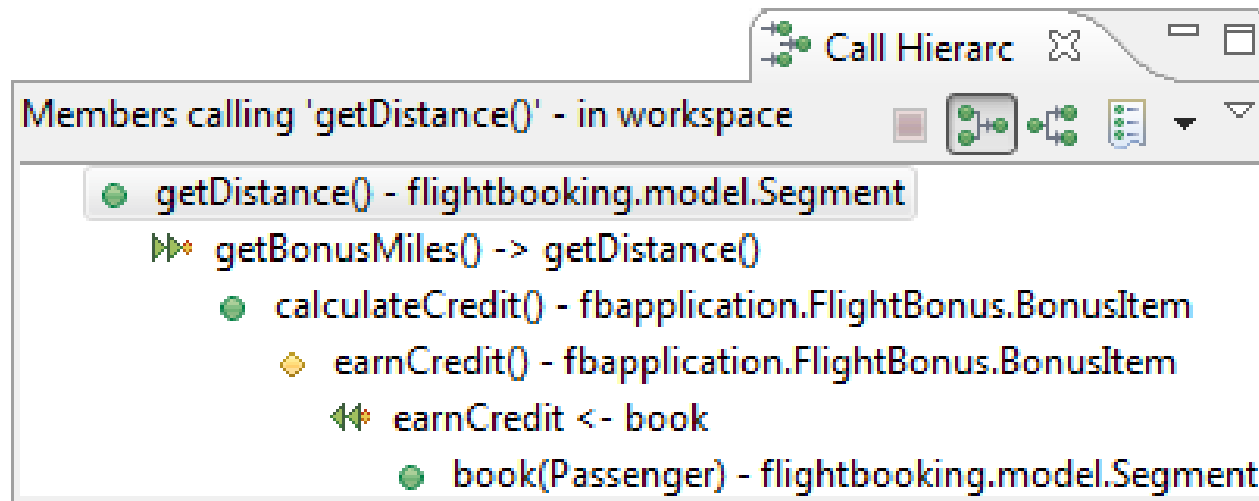 Call Hierarc
Members calling 'getDistance()' - in workspace
getDistance() - flightbooking.model.Segment
getBonusMiles() -> getDistance()
calculateCredit() - fbapplication.FlightBonus.BonusItem
earnCredit() - fbapplication.FlightBonus.BonusItem
earnCredit <- book
book(Passenger) - flightbooking.model.Segment